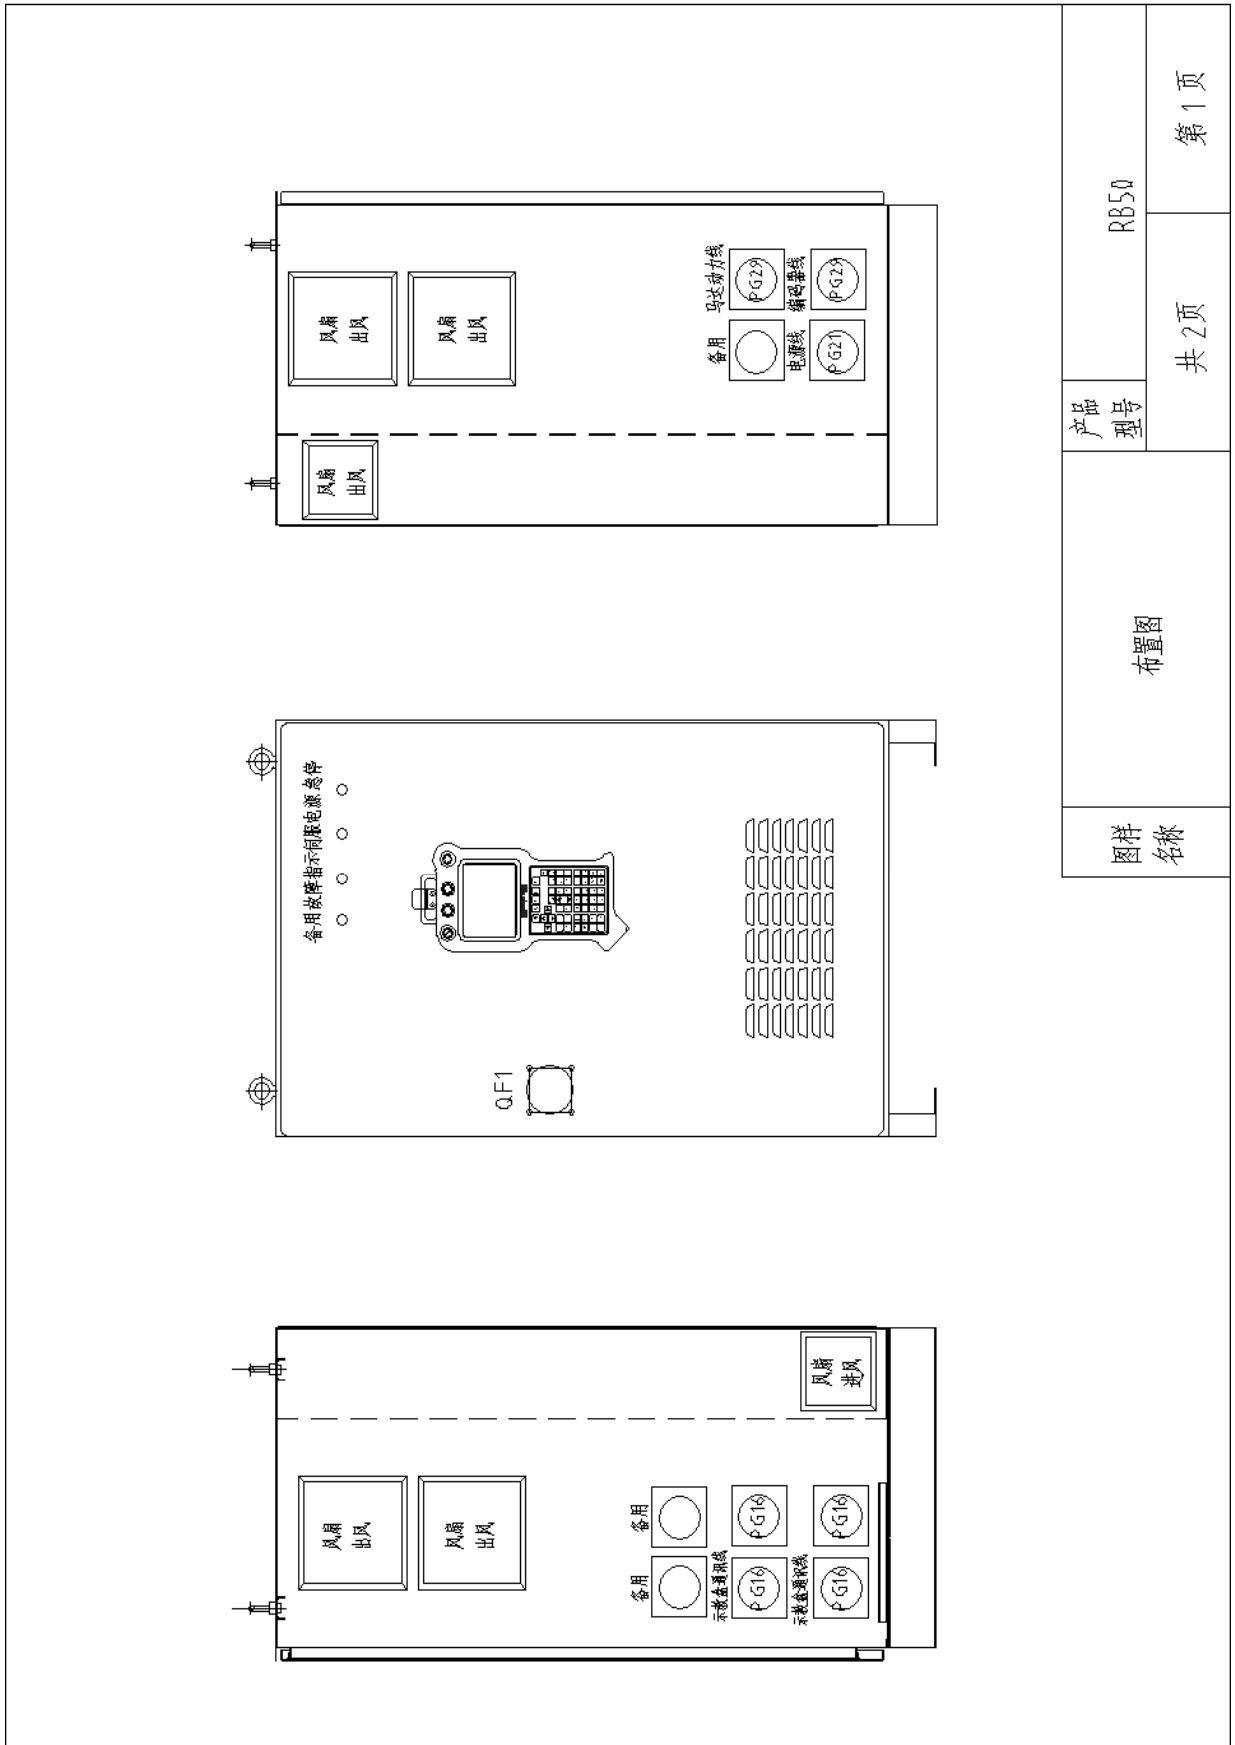 风扇
出风
风扇
出风
备用 备用
示教盒通讯线
PG16 PG16
示教盒通讯线
PG16 PG16
风扇
进风
备用故障指示伺服电源急停
QF1
风扇
出风
风扇
出风
风扇
出风
备用 马达动力线
PG29
电源线 编码器线
PG21 PG29
图样
名称
布置图
产品
型号
RB50
共 2页 第 1 页